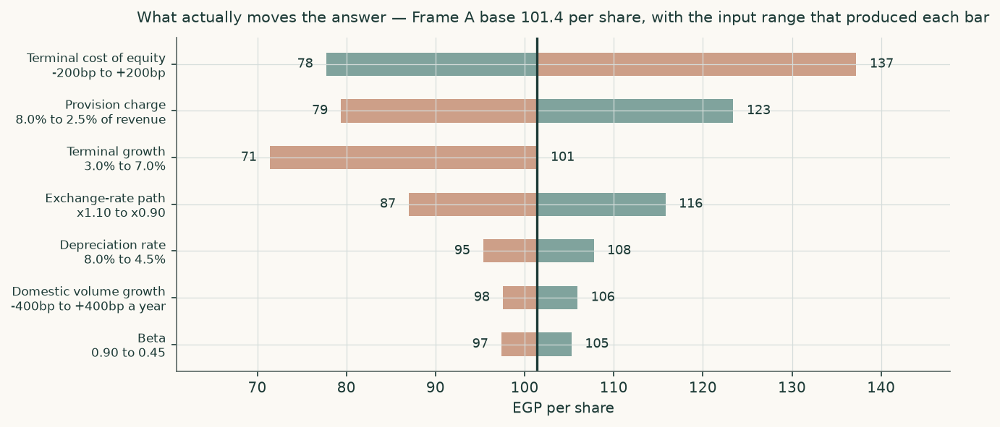 What actually moves the answer — Frame A base 101.4 per share, with the input range that produced each bar
Terminal cost of equity
-200bp to +200bp
78
137
Provision charge
8.0% to 2.5% of revenue
79
123
Terminal growth
3.0% to 7.0%
71
101
Exchange-rate path
x1.10 to x0.90
87
116
Depreciation rate
8.0% to 4.5%
95
108
Domestic volume growth
-400bp to +400bp a year
98
106
Beta
0.90 to 0.45
97
105
70 80 90 100 110 120 130 140
EGP per share